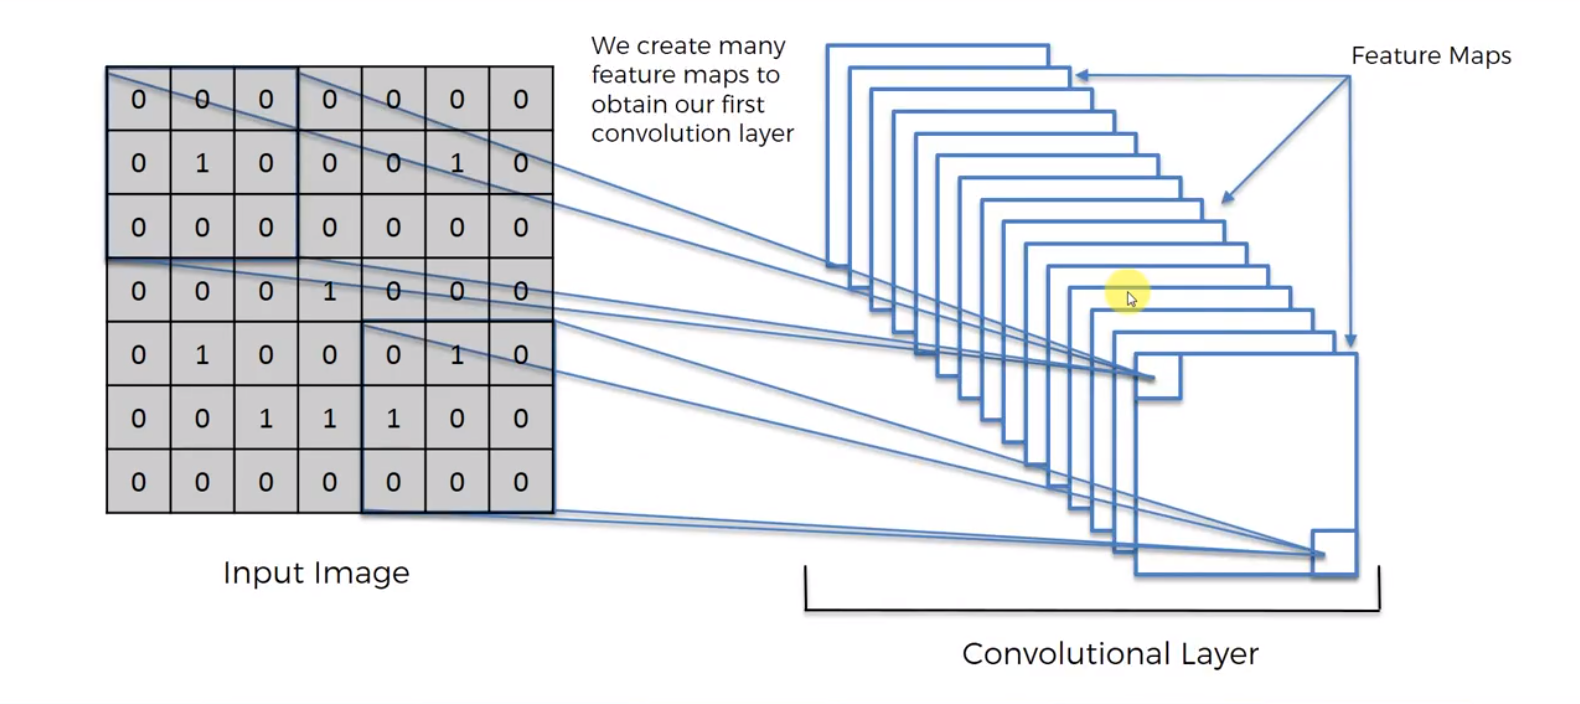 We create many
feature maps to
obtain our first
convolution layer
Feature Maps
0 0 0 0 0 0 0
0 1 0 0 0 1 0
0 0 0 0 0 0 0
0 0 0 1 0 0 0
0 1 0 0 0 1 0
0 0 1 1 1 0 0
0 0 0 0 0 0 0
Input Image
Convolutional Layer